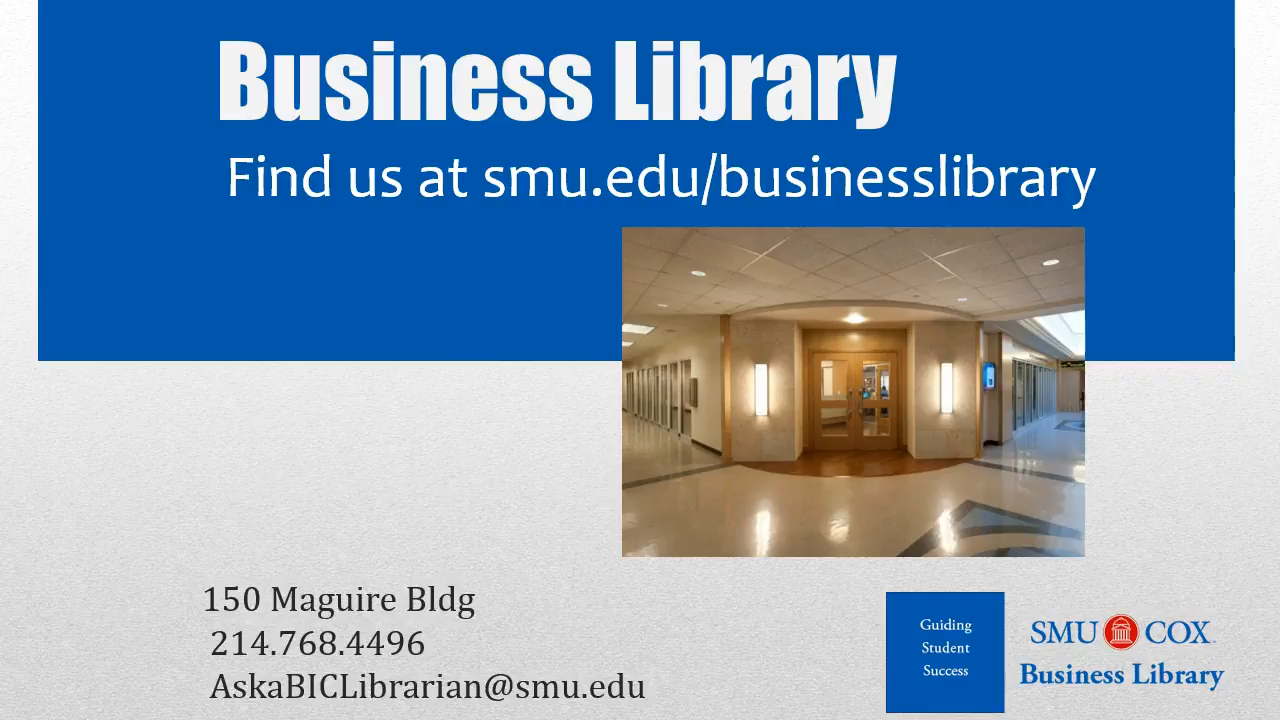 Business Library
Find us at smu.edu/businesslibrary
150 Maguire Bldg
214.768.4496
AskaBICLibrarian@smu.edu
Guiding
Student
Success
SMU COX
Business Library